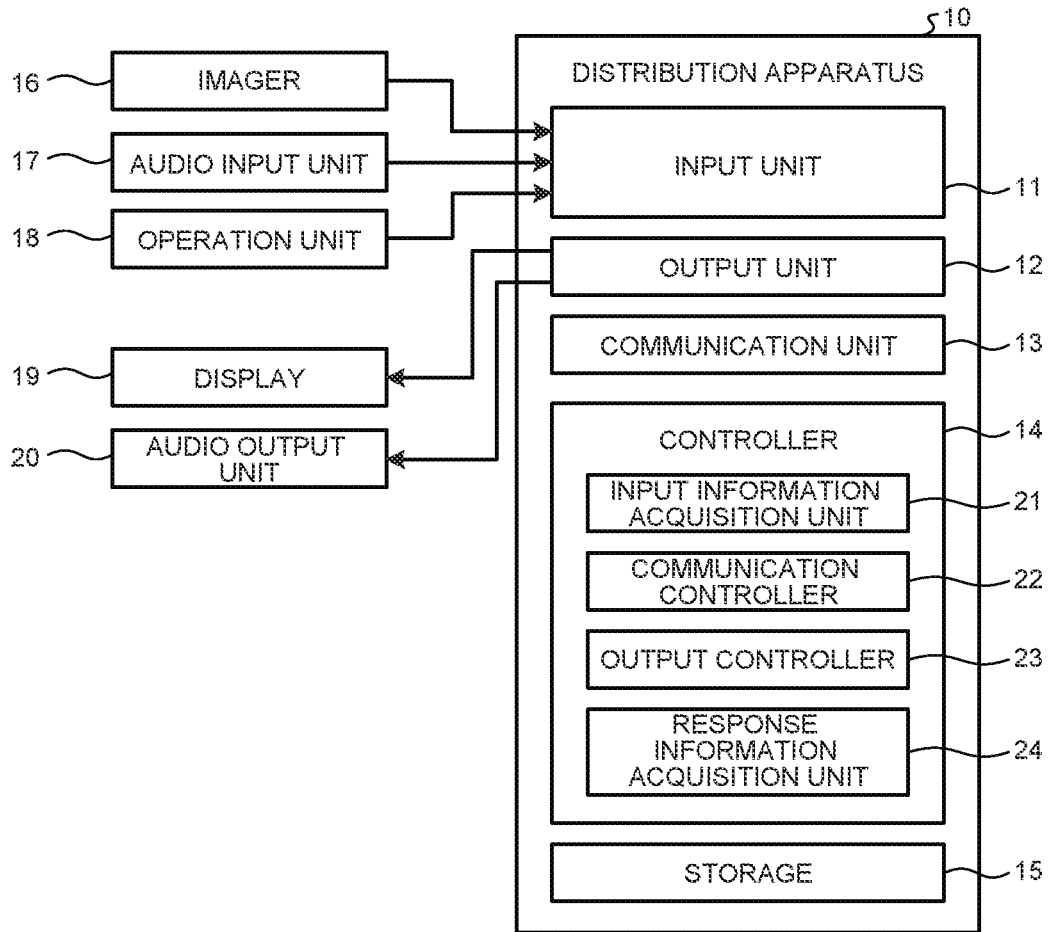 10
DISTRIBUTION APPARATUS
16
IMAGER
17
AUDIO INPUT UNIT
18
OPERATION UNIT
INPUT UNIT
11
OUTPUT UNIT
12
COMMUNICATION UNIT
13
19
DISPLAY
20
AUDIO OUTPUT
UNIT
CONTROLLER
14
INPUT INFORMATION
ACQUISITION UNIT
21
COMMUNICATION
CONTROLLER
22
OUTPUT CONTROLLER
23
RESPONSE
INFORMATION
ACQUISITION UNIT
24
STORAGE
15